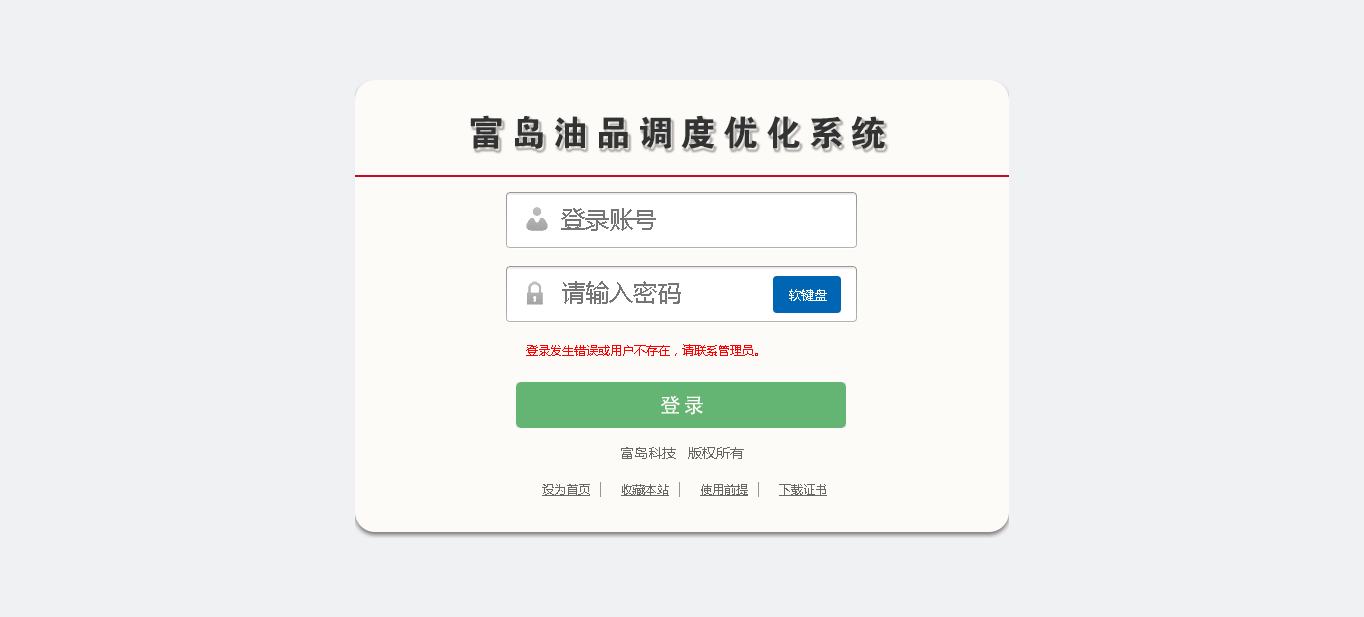 富岛油品调度优化系统
登录账号
请输入密码 软键盘
登录发生错误或用户不存在，请联系管理员。
登录
富岛科技 版权所有
设为首页 收藏本站 使用前提 下载证书